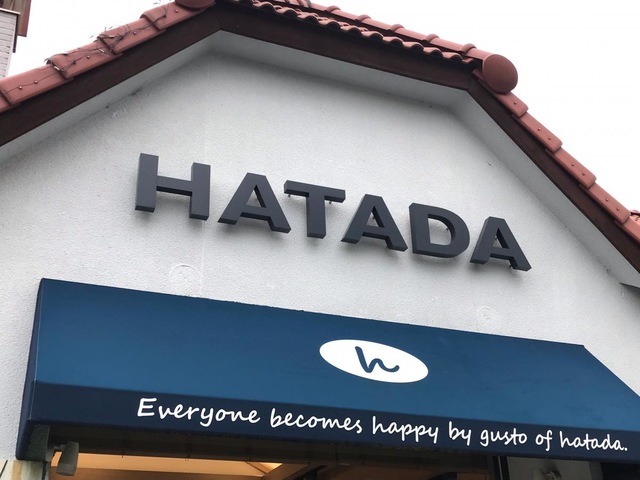 HATADA
h
Everyone becomes happy by gusto of hatada.